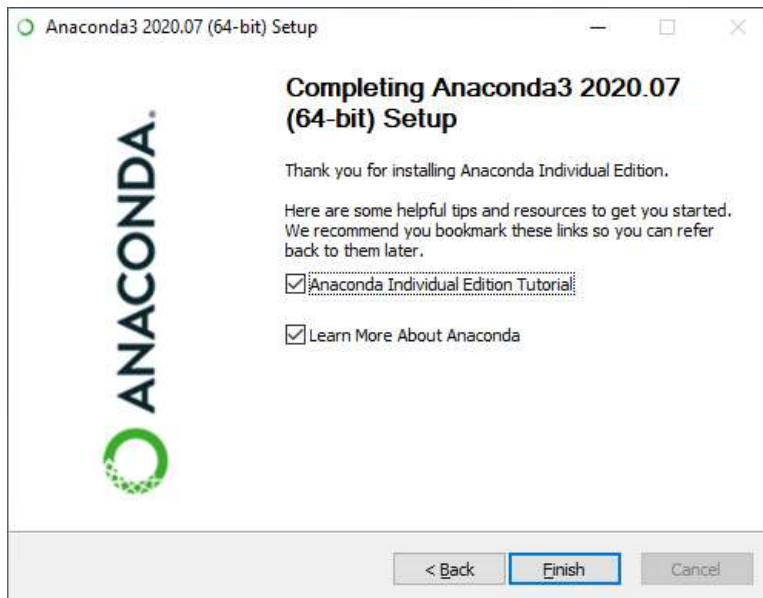 Anaconda3 2020.07 (64-bit) Setup
ANACONDA.
Completing Anaconda3 2020.07
(64-bit) Setup
Thank you for installing Anaconda Individual Edition.
Here are some helpful tips and resources to get you started.
We recommend you bookmark these links so you can refer
back to them later.
Anaconda Individual Edition Tutorial
Learn More About Anaconda
< Back
Finish
Cancel